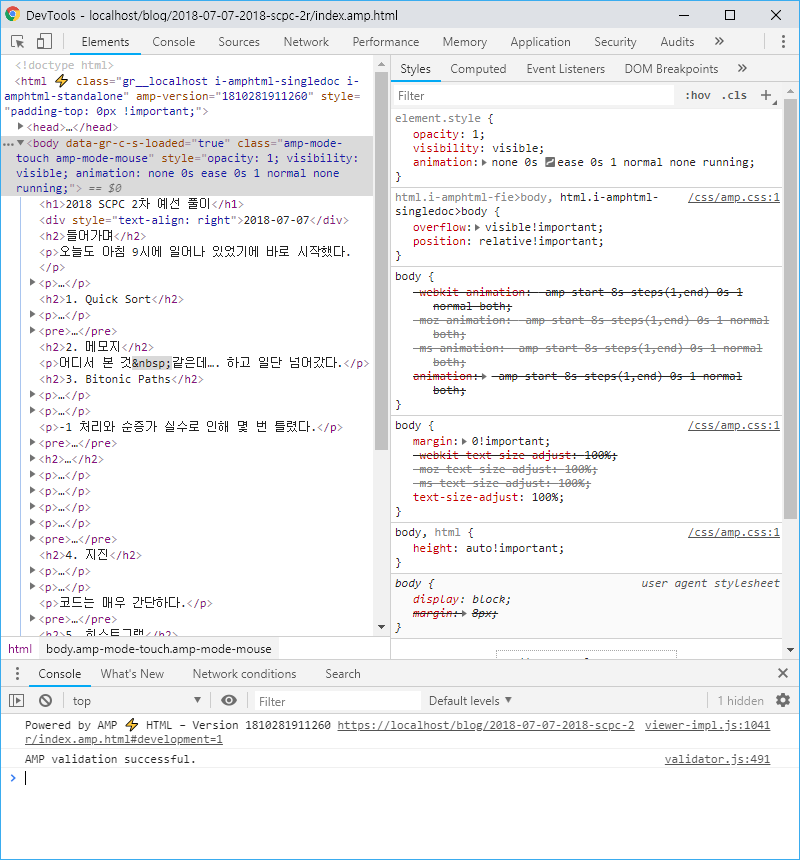 DevTools - localhost/blog/2018-07-07-2018-scpc-2r/index.amp.html
Elements Console Sources Network Performance Memory Application Security Audits »
<!doctype html>
<html ⚡ class="gr__localhost i-amphtml-singledoc i-
amphtml-standalone" amp-version="1810281911260" style=
"padding-top: 0px !important;">
▶<head>…</head>
…▼<body data-gr-c-s-loaded="true" class="amp-mode-
touch amp-mode-mouse" style="opacity: 1; visibility:
visible; animation: none 0s ease 0s 1 normal none
running;"> == $0
<h1>2018 SCPC 2차 예선 풀이</h1>
<div style="text-align: right">2018-07-07</div>
<h2>들어가며</h2>
<p>오늘도 아침 9시에 일어나 있었기에 바로 시작했다.
</p>
▶<p>…</p>
<h2>1. Quick Sort</h2>
▶<p>…</p>
▶<pre>…</pre>
<h2>2. 메모지</h2>
<p>어디서 본 것&nbsp;같은데…. 하고 일단 넘어갔다.</p>
<h2>3. Bitonic Paths</h2>
▶<p>…</p>
▶<p>…</p>
<p>-1 처리와 순증가 실수로 인해 몇 번 틀렸다.</p>
▶<pre>…</pre>
▶<h2>…</h2>
▶<p>…</p>
▶<p>…</p>
▶<p>…</p>
▶<p>…</p>
▶<pre>…</pre>
<h2>4. 지진</h2>
▶<p>…</p>
▶<p>…</p>
<p>코드는 매우 간단하다.</p>
▶<pre>…</pre>
<h2>5. 히스토그램</h2>
html body.amp-mode-touch.amp-mode-mouse
Styles Computed Event Listeners DOM Breakpoints »
Filter :hov .cls +
element.style {
opacity: 1;
visibility: visible;
animation:▶none 0s ease 0s 1 normal none running;
}
html.i-amphtml-fie>body, html.i-amphtml- /css/amp.css:1
singledoc>body {
overflow:▶visible!important;
position: relative!important;
}
body {
-webkit-animation: -amp-start 8s steps(1,end) 0s 1
normal both;
-moz-animation: -amp-start 8s steps(1,end) 0s 1 normal
both;
-ms-animation: -amp-start 8s steps(1,end) 0s 1 normal
both;
animation:▶ -amp-start 8s steps(1,end) 0s 1 normal
both;
}
body { /css/amp.css:1
margin:▶0!important;
-webkit-text-size-adjust: 100%;
-moz-text-size-adjust: 100%;
-ms-text-size-adjust: 100%;
text-size-adjust: 100%;
}
body, html { /css/amp.css:1
height: auto!important;
}
body { user agent stylesheet
display: block;
margin:▶8px;
}
Console What's New Network conditions Search
top Filter Default levels 1 hidden
Powered by AMP ⚡ HTML – Version 1810281911260 https://localhost/blog/2018-07-07-2018-scpc-2 viewer-impl.js:1041
r/index.amp.html#development=1
AMP validation successful. validator.js:491
>